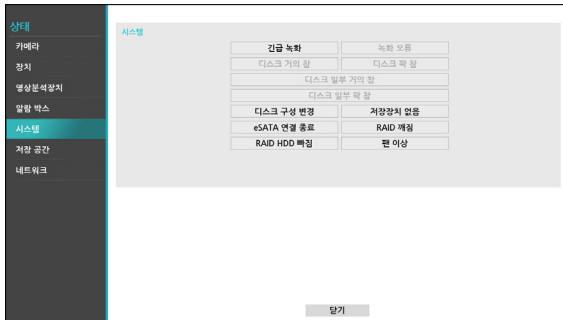 상태
카메라
장치
영상분석장치
알람 박스
시스템
저장 공간
네트워크
시스템
긴급 녹화 녹화 오류
디스크 거의 참 디스크 꽉 참
디스크 일부 거의 참
디스크 일부 꽉 참
디스크 구성 변경 저장장치 없음
eSATA 연결 종료 RAID 깨짐
RAID HDD 빠짐 팬 이상
닫기